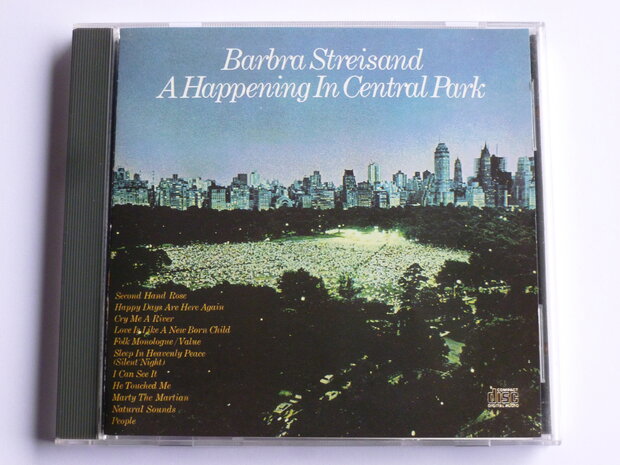 Barbra Streisand
A Happening In Central Park
Second Hand Rose
Happy Days Are Here Again
Cry Me A River
Love Is Like A New Born Child
Folk Monologue/Value
Sleep In Heavenly Peace
(Silent Night)
I Can See It
He Touched Me
Marty The Martian
Natural Sounds
People
COMPACT
disc
DIGITAL AUDIO